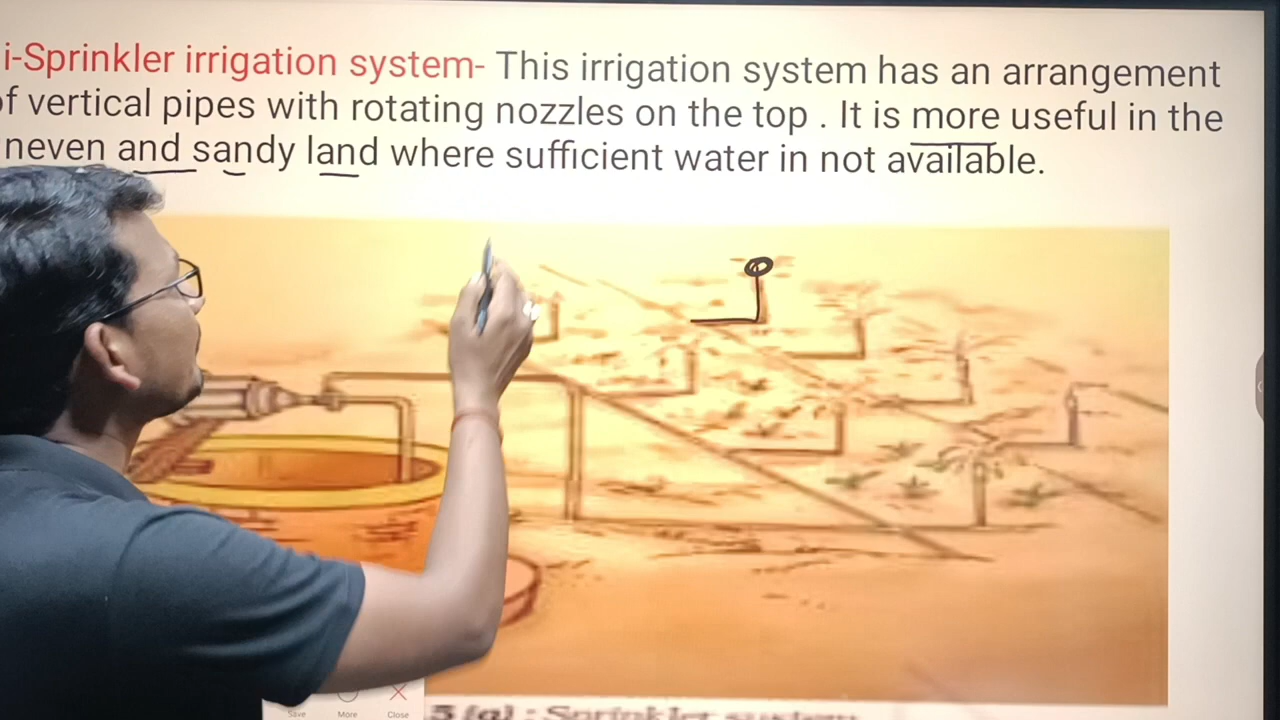 i-Sprinkler irrigation system- This irrigation system has an arrangement
of vertical pipes with rotating nozzles on the top . It is more useful in the
neven and sandy land where sufficient water in not available.
Save More Close
5 (a) : Sprinkler system